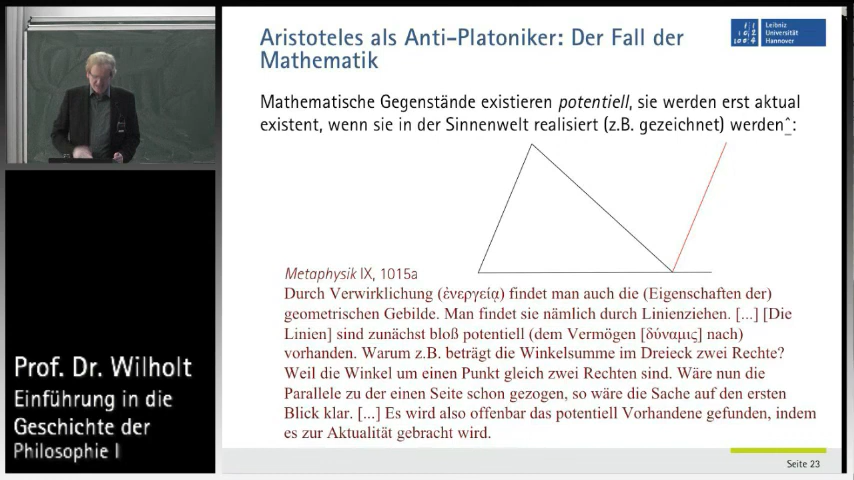 Aristoteles als Anti-Platoniker: Der Fall der
Mathematik
Leibniz
Universität
Hannover
Mathematische Gegenstände existieren potentiell, sie werden erst aktual
existent, wenn sie in der Sinnenwelt realisiert (z.B. gezeichnet) werden^:
Metaphysik IX, 1015a
Durch Verwirklichung (ἐνεργείᾳ) findet man auch die (Eigenschaften der)
geometrischen Gebilde. Man findet sie nämlich durch Linienziehen. [...] [Die
Linien] sind zunächst bloß potentiell (dem Vermögen [δύναμις] nach)
vorhanden. Warum z.B. beträgt die Winkelsumme im Dreieck zwei Rechte?
Weil die Winkel um einen Punkt gleich zwei Rechten sind. Wäre nun die
Parallele zu der einen Seite schon gezogen, so wäre die Sache auf den ersten
Blick klar. [...] Es wird also offenbar das potentiell Vorhandene gefunden, indem
es zur Aktualität gebracht wird.
Prof. Dr. Wilholt
Einführung in die
Geschichte der
Philosophie I
Seite 23